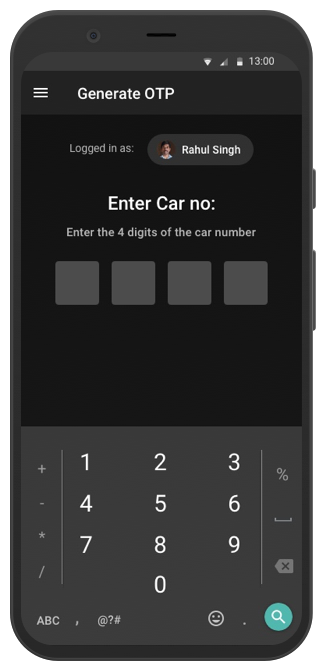 13:00
Generate OTP
Logged in as: Rahul Singh
Enter Car no:
Enter the 4 digits of the car number
+ 1 2 3 %
- 4 5 6
* 7 8 9
/ 0
ABC , @?# .